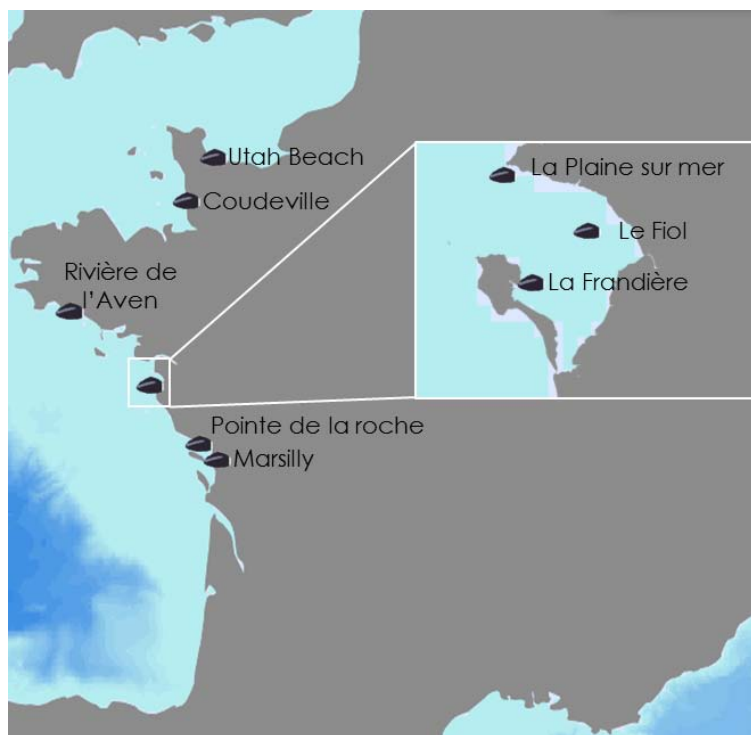 Utah Beach
Coudeville
La Plaine sur mer
Le Fiol
La Frandière
Rivière de
l'Aven
Pointe de la roche
Marsilly